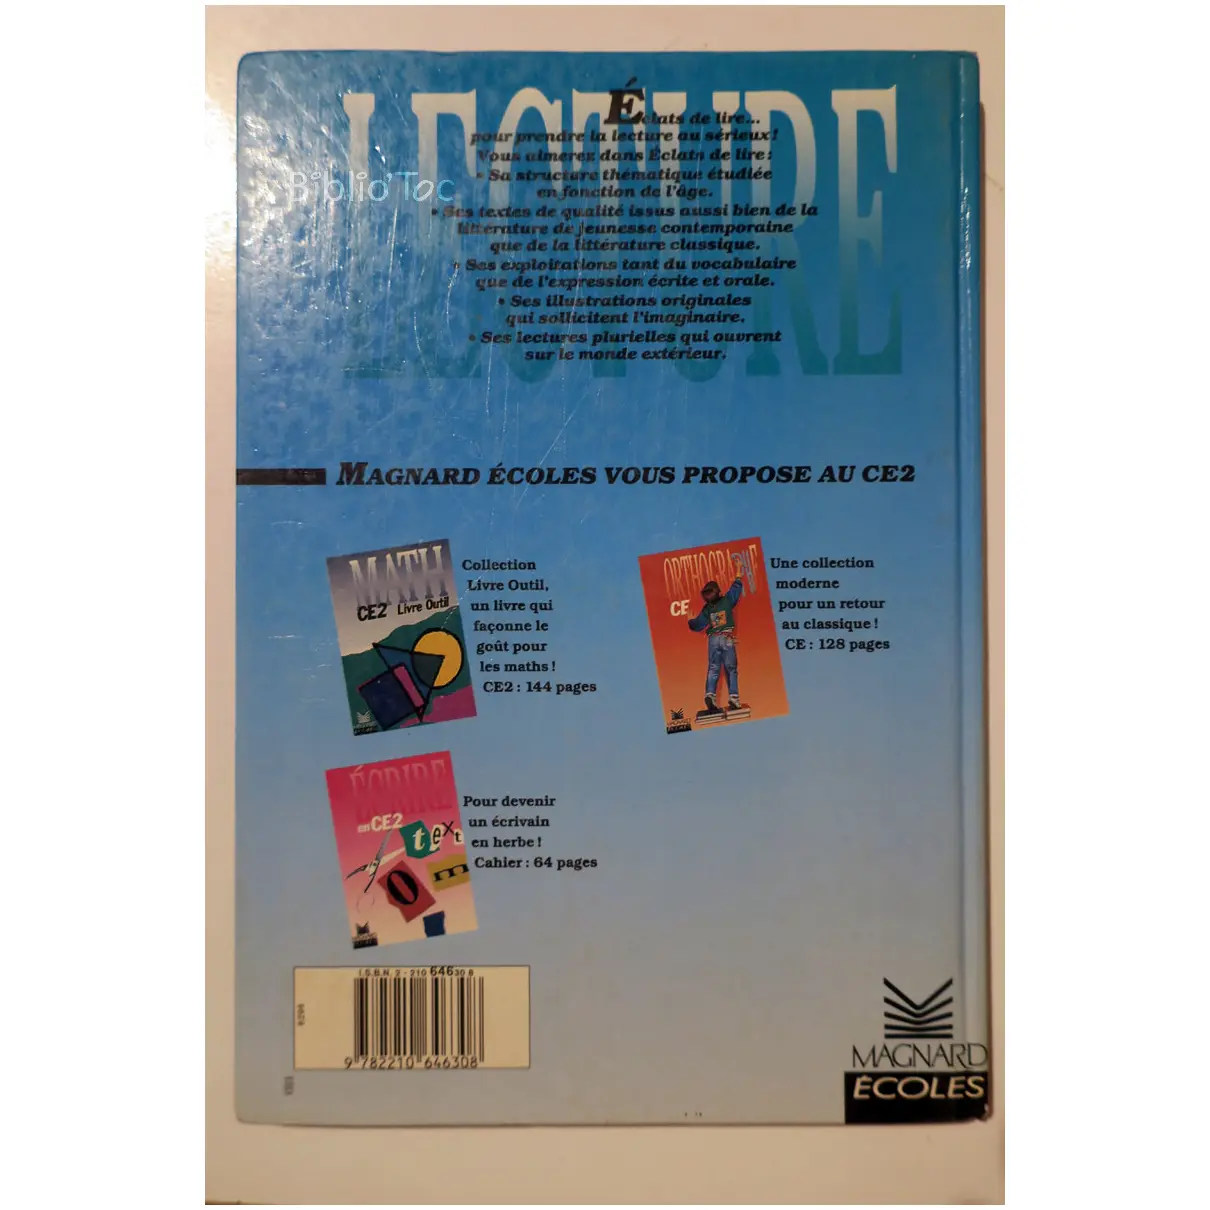 LECTURE
Éclats de lire...
pour prendre la lecture au sérieux!
Vous aimerez dans Éclats de lire:
• Sa structure thématique étudiée
en fonction de l'âge.
• Ses textes de qualité issus aussi bien de la
littérature de jeunesse contemporaine
que de la littérature classique.
• Ses exploitations tant du vocabulaire
que de l'expression écrite et orale.
• Ses illustrations originales
qui sollicitent l'imaginaire.
• Ses lectures plurielles qui ouvrent
sur le monde extérieur.
Biblio'Toc
MAGNARD ÉCOLES VOUS PROPOSE AU CE2
MATH
CE2 Livre Outil
Collection
Livre Outil,
un livre qui
façonne le
goût pour
les maths !
CE2 : 144 pages
ORTHOGRAPHE
CE
MAGNARD
Une collection
moderne
pour un retour
au classique !
CE : 128 pages
ÉCRIRE
en CE2
text
o m
Pour devenir
un écrivain
en herbe !
Cahier : 64 pages
I.S.B.N. 2 - 210 64630 8
9 782210 646308
MAGNARD
ÉCOLES